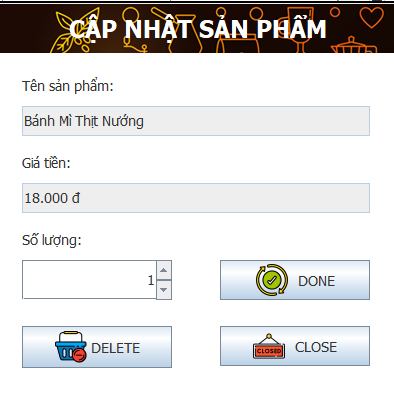 CẬP NHẬT SẢN PHẨM
Tên sản phẩm:
Bánh Mì Thịt Nướng
Giá tiền:
18.000 đ
Số lượng:
1
DONE
DELETE
CLOSED
CLOSE